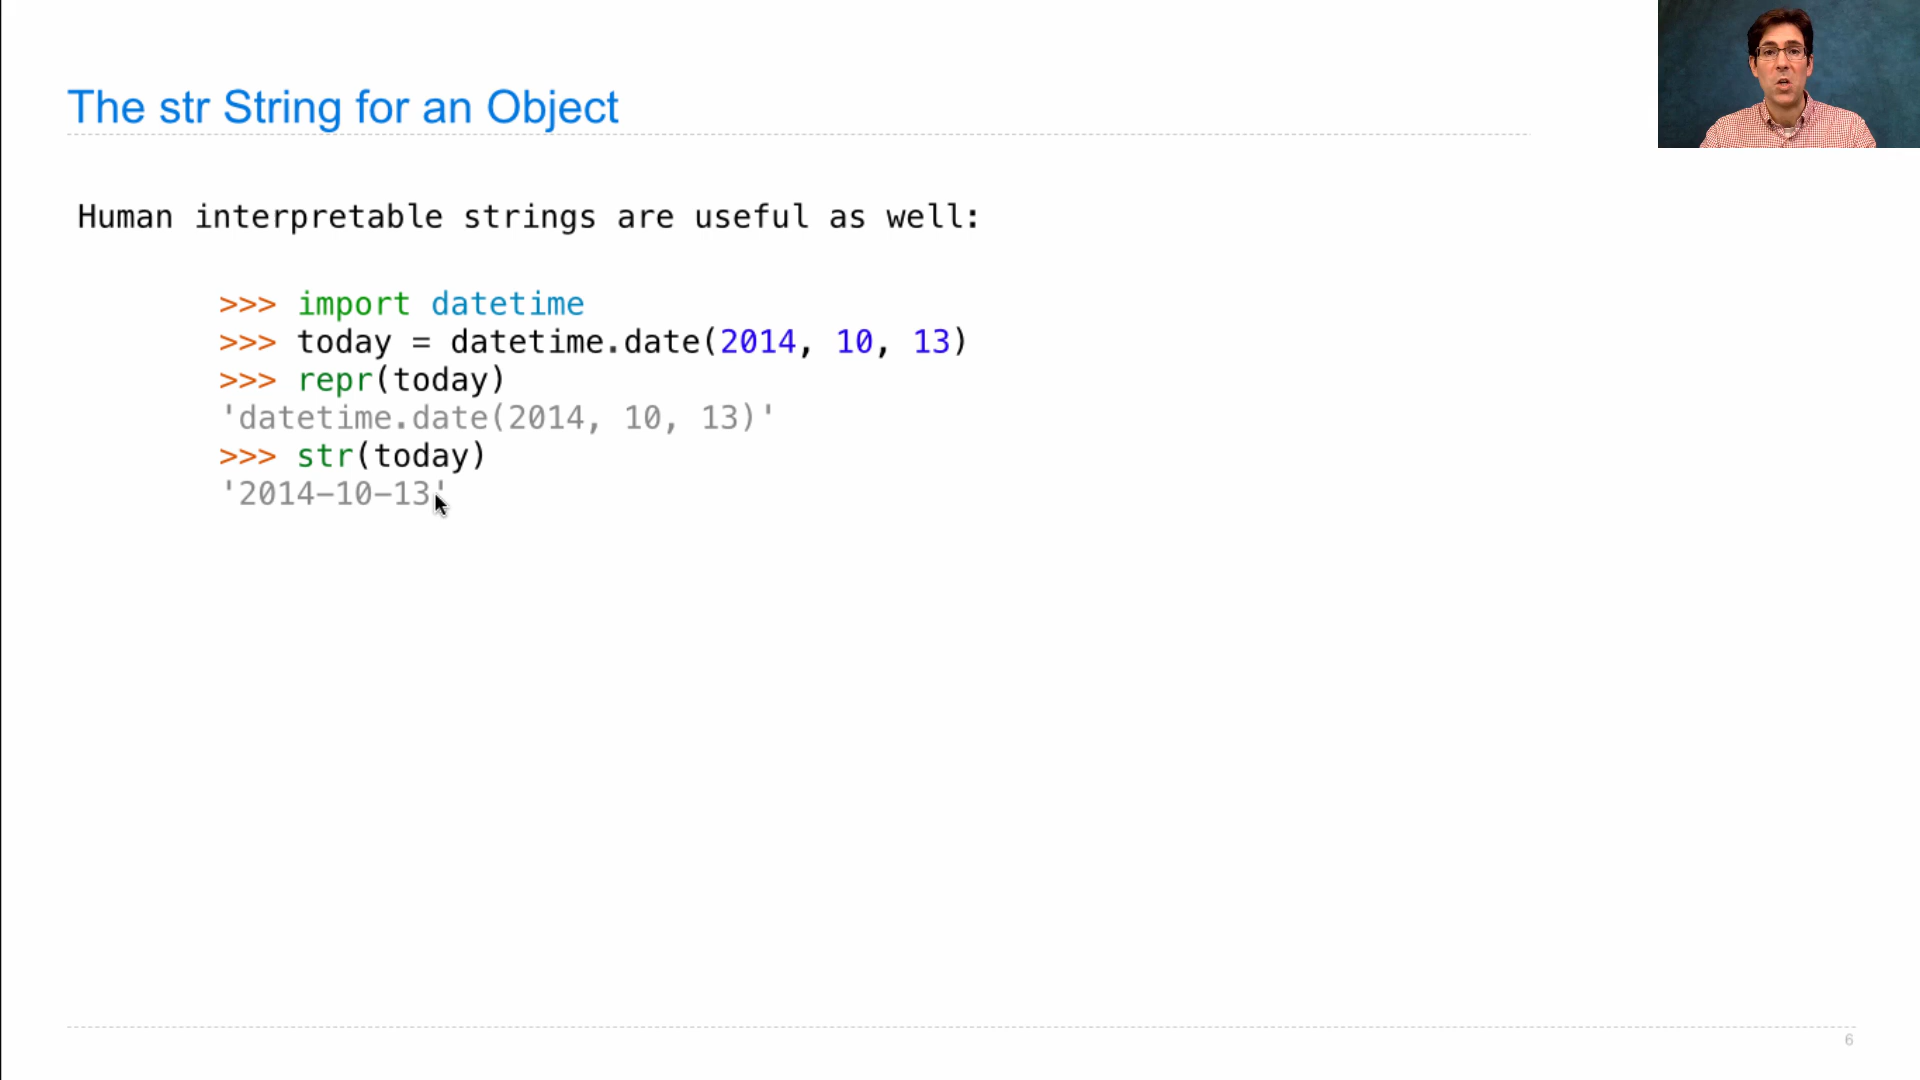 The str String for an Object
Human interpretable strings are useful as well:
>>> import datetime
>>> today = datetime.date(2014, 10, 13)
>>> repr(today)
'datetime.date(2014, 10, 13)'
>>> str(today)
'2014-10-13'
6